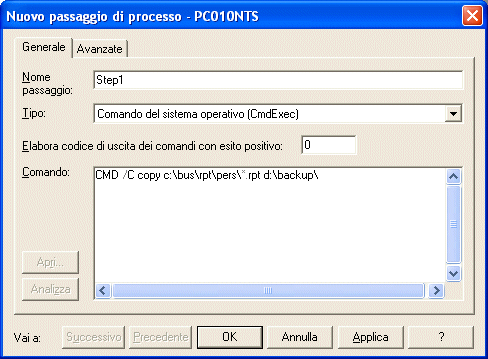 Nuovo passaggio di processo - PC010NTS
Generale Avanzate
Nome
passaggio: Step1
Tipo: Comando del sistema operativo (CmdExec)
Elabora codice di uscita dei comandi con esito positivo: 0
Comando: CMD /C copy c:\bus\rpt\pers\*.rpt d:\backup\
Apri...
Analizza
Vai a: Successivo Precedente OK Annulla Applica ?